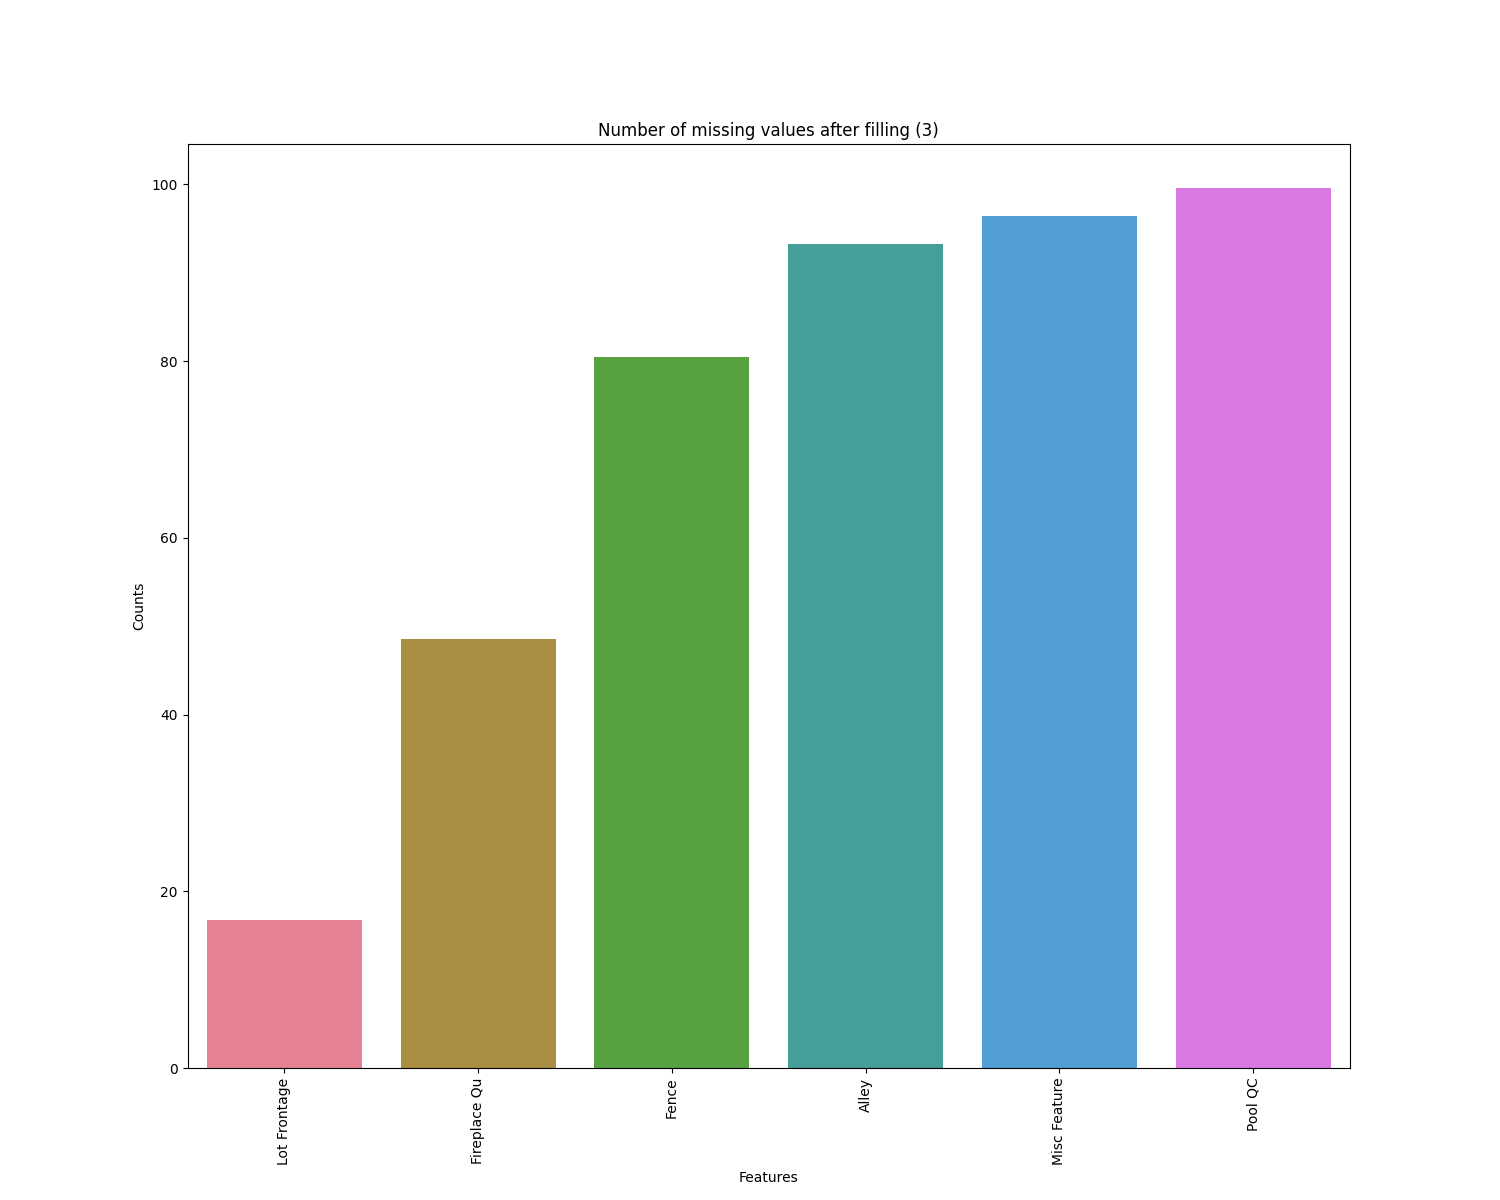 Number of missing values after filling (3)
100
80
60
40
20
0
Counts
Lot Frontage
Fireplace Qu
Fence
Alley
Misc Feature
Pool QC
Features